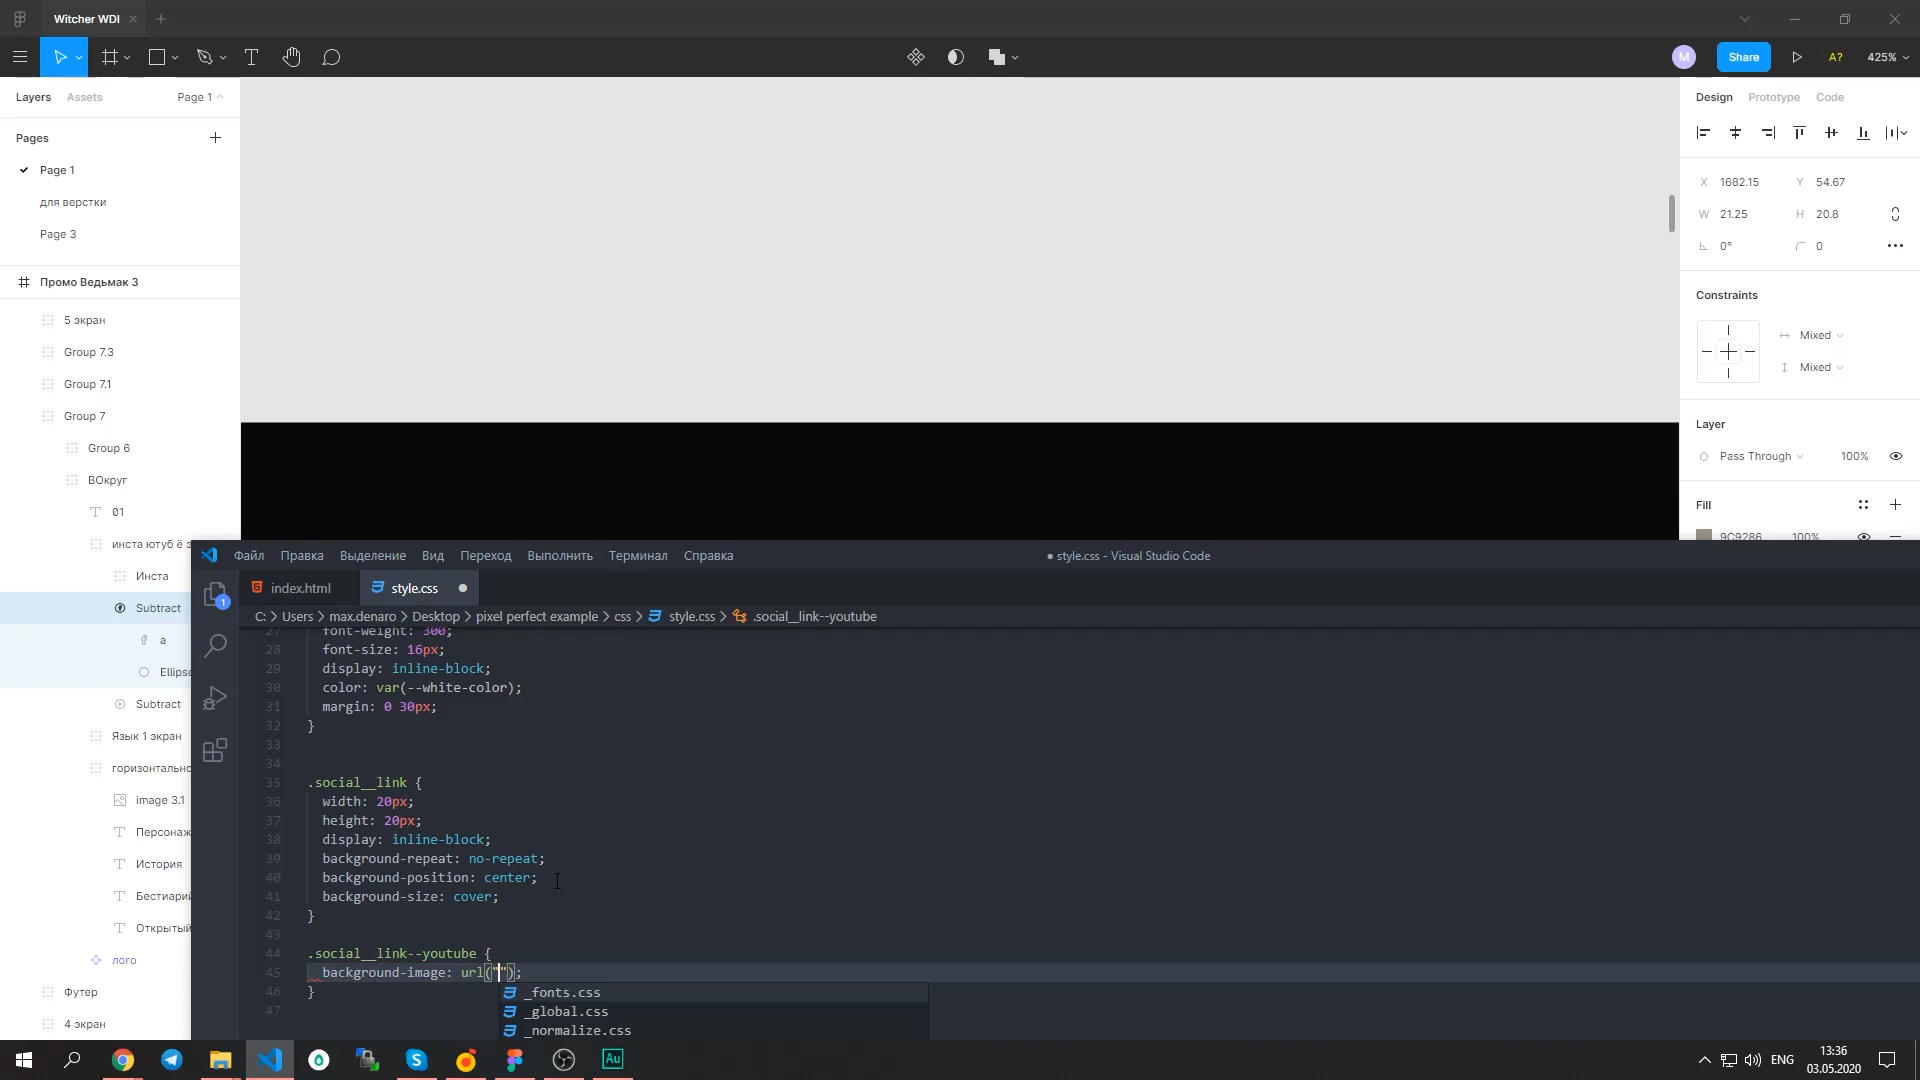 Witcher WDI
M
Share
A?
425%
Layers
Assets
Page 1
Design
Prototype
Code
Pages
Page 1
для верстки
Page 3
X 1682.15
Y 54.67
W 21.25
H 20.8
0°
0
Промо Ведьмак 3
5 экран
Group 7.3
Group 7.1
Group 7
Group 6
ВОкруг
01
инста ютуб ё э
Инста
Subtract
a
Ellipse
Subtract
Язык 1 экран
горизонтально
image 3.1
Персонаж
История
Бестиарий
Открытый
лого
Футер
4 экран
Constraints
Mixed
Mixed
Layer
Pass Through
100%
Fill
9C9286
100%
Файл Правка Выделение Вид Переход Выполнить Терминал Справка
● style.css - Visual Studio Code
1
index.html
style.css
C: > Users > max.denaro > Desktop > pixel perfect example > css > style.css > .social__link--youtube
27 font-weight: 300;
28 font-size: 16px;
29 display: inline-block;
30 color: var(--white-color);
31 margin: 0 30px;
32 }
33
34
35 .social__link {
36 width: 20px;
37 height: 20px;
38 display: inline-block;
39 background-repeat: no-repeat;
40 background-position: center;
41 background-size: cover;
42 }
43
44 .social__link--youtube {
45 background-image: url("");
46 }
47
_fonts.css
_global.css
_normalize.css
Au
ENG
13:36
03.05.2020